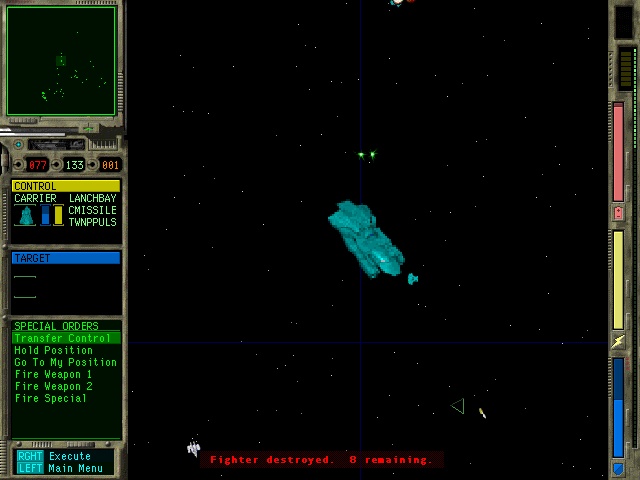 077 133 001
CONTROL
CARRIER LANCHBAY
CMISSILE
TWNPPULS
TARGET
SPECIAL ORDERS
Transfer Control
Hold Position
Go To My Position
Fire Weapon 1
Fire Weapon 2
Fire Special
RGHT Execute
LEFT Main Menu
Fighter destroyed. 8 remaining.